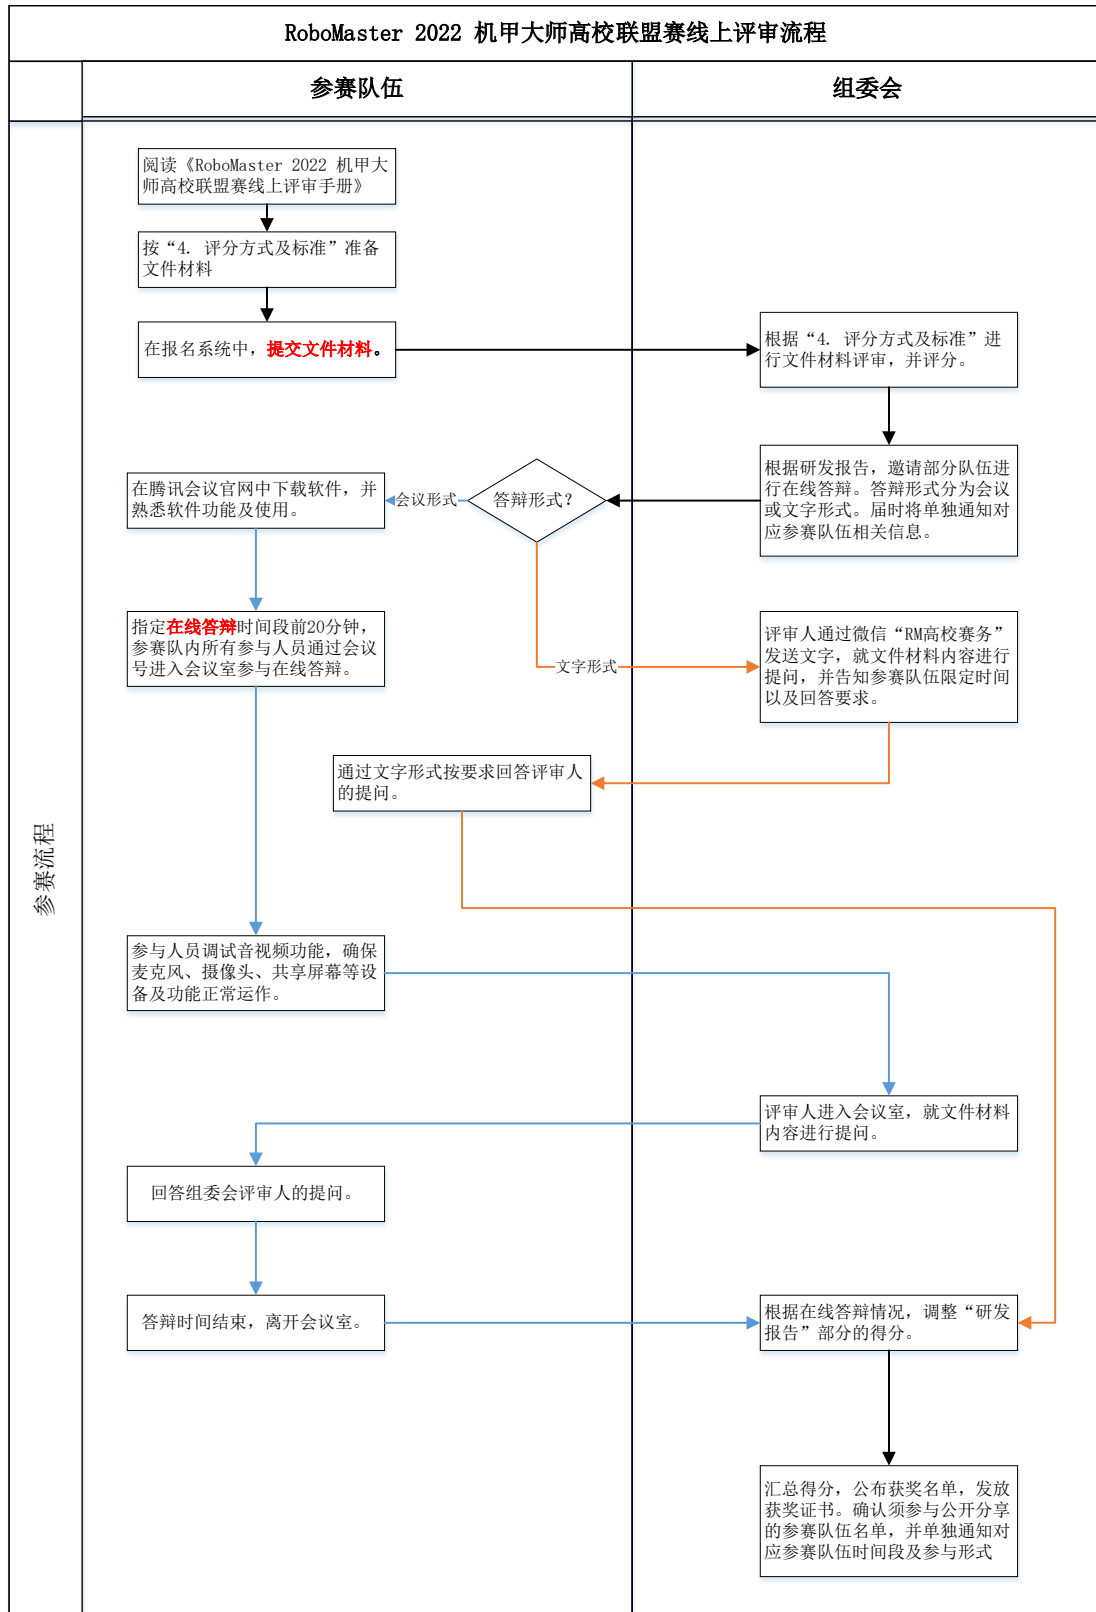 RoboMaster 2022 机甲大师高校联盟赛线上评审流程
参赛队伍
组委会
参赛流程
阅读《RoboMaster 2022 机甲大
师高校联盟赛线上评审手册》
按“4. 评分方式及标准”准备
文件材料
在报名系统中，提交文件材料。
根据“4. 评分方式及标准”进
行文件材料评审，并评分。
根据研发报告，邀请部分队伍进
行在线答辩。答辩形式分为会议
或文字形式。届时将单独通知对
应参赛队伍相关信息。
答辩形式？
会议形式
在腾讯会议官网中下载软件，并
熟悉软件功能及使用。
指定在线答辩时间段前20分钟，
参赛队内所有参与人员通过会议
号进入会议室参与在线答辩。
文字形式
评审人通过微信“RM高校赛务”
发送文字，就文件材料内容进行
提问，并告知参赛队伍限定时间
以及回答要求。
通过文字形式按要求回答评审人
的提问。
参与人员调试音视频功能，确保
麦克风、摄像头、共享屏幕等设
备及功能正常运作。
评审人进入会议室，就文件材料
内容进行提问。
回答组委会评审人的提问。
答辩时间结束，离开会议室。
根据在线答辩情况，调整“研发
报告”部分的得分。
汇总得分，公布获奖名单，发放
获奖证书。确认须参与公开分享
的参赛队伍名单，并单独通知对
应参赛队伍时间段及参与形式